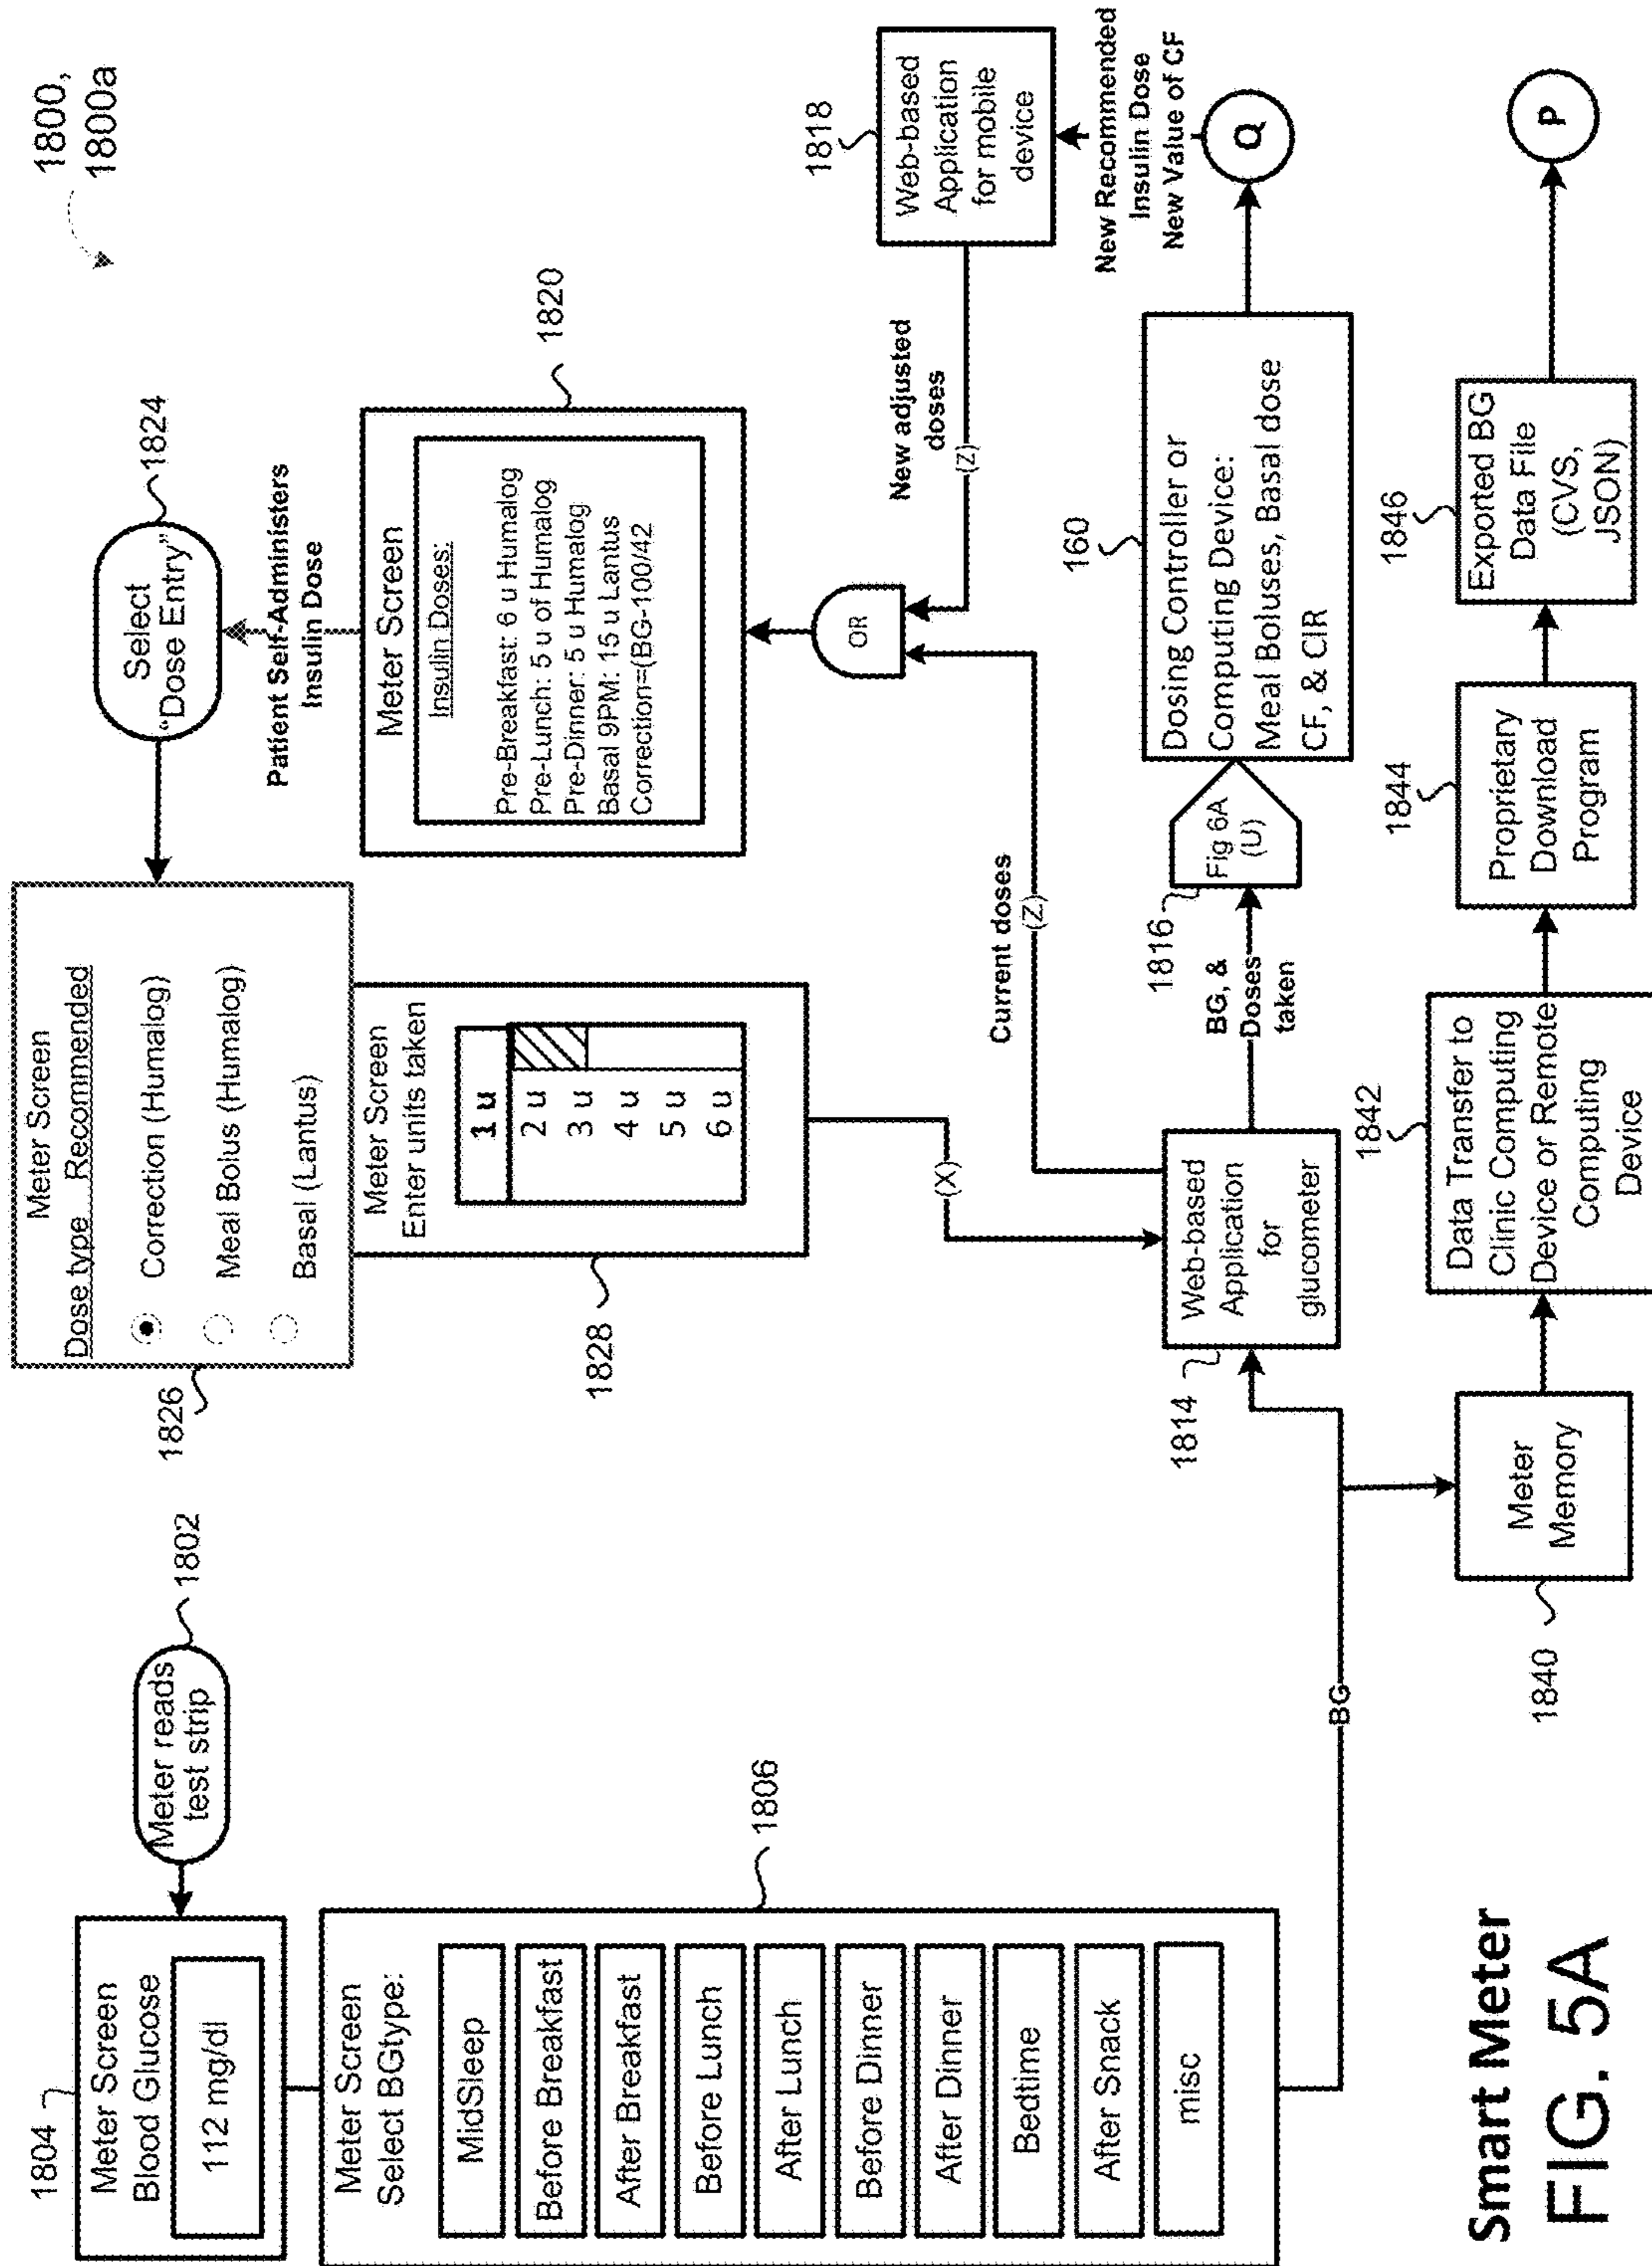 1800,
1800a
1804
Meter Screen
Blood Glucose
112 mg/dl
Meter reads
test strip
1802
Meter Screen
Select BGtype:
MidSleep
Before Breakfast
After Breakfast
Before Lunch
After Lunch
Before Dinner
After Dinner
Bedtime
After Snack
misc
1806
BG
Meter Screen
Dose type    Recommended
Correction (Humalog)
Meal Bolus (Humalog)
Basal (Lantus)
1826
Meter Screen
Enter units taken
1 u
2 u
3 u
4 u
5 u
6 u
1828
(X)
Select
"Dose Entry"
1824
Patient Self-Administers
Insulin Dose
Meter Screen
Insulin Doses:
Pre-Breakfast: 6 u Humalog
Pre-Lunch: 5 u of Humalog
Pre-Dinner: 5 u Humalog
Basal 9PM: 15 u Lantus
Correction=(BG-100/42
1820
OR
New adjusted
doses
(Z)
Current doses
(Z)
1818
Web-based
Application
for mobile
device
New Recommended
Insulin Dose
New Value of CF
Q
1814
Web-based
Application
for
glucometer
BG, &
Doses
taken
1816
Fig 6A
(U)
160
Dosing Controller or
Computing Device:
Meal Boluses, Basal dose
CF, & CIR
1840
Meter
Memory
1842
Data Transfer to
Clinic Computing
Device or Remote
Computing
Device
1844
Proprietary
Download
Program
1846
Exported BG
Data File
(CVS,
JSON)
P
Smart Meter
FIG. 5A